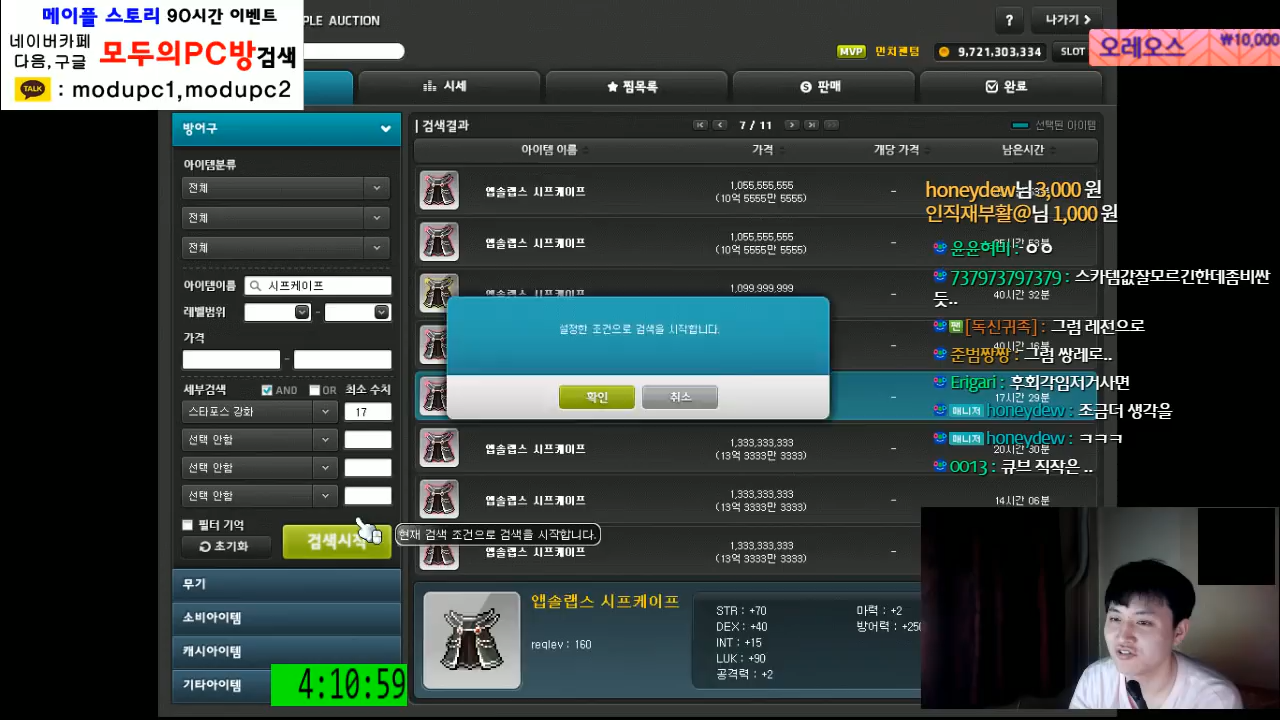 메이플 스토리 90시간 이벤트
네이버카페
다음,구글
모두의PC방검색
TALK : modupc1,modupc2
PLE AUCTION
? 나가기
MVP 먼치펜텀 9,721,303,334 SLOT
오레오스 ₩10,000
시세 찜목록 판매 완료
방어구
아이템분류
전체
전체
전체
아이템이름 시프케이프
레벨범위 -
가격
-
세부검색 AND OR 최소 수치
스타포스 강화 17
선택 안함
선택 안함
선택 안함
필터 기억
초기화 검색시작
현재 검색 조건으로 검색을 시작합니다.
무기
소비아이템
캐시아이템
기타아이템
4:10:59
검색결과 7 / 11 선택된 아이템
아이템 이름 가격 개당 가격 남은시간
앱솔랩스 시프케이프 1,055,555,555 -
(10억 5555만 5555)
앱솔랩스 시프케이프 1,055,555,555 -
(10억 5555만 5555)
앱솔랩스 시프케이프 1,099,999,999
40시간 32분
설정한 조건으로 검색을 시작합니다.
확인 취소
17시간 29분
앱솔랩스 시프케이프 1,333,333,333 -
(13억 3333만 3333)
20시간 30분
앱솔랩스 시프케이프 1,333,333,333 - 14시간 06분
(13억 3333만 3333)
앱솔랩스 시프케이프 1,333,333,333
(13억 3333만 3333)
앱솔랩스 시프케이프
reqlev : 160
STR : +70
DEX : +40
INT : +15
LUK : +90
공격력 : +2
마력 : +2
방어력 : +250
honeydew님 3,000 원
인직재부활@님 1,000 원
윤윤허비 : ㅇㅇ
737973797379 : 스카템값잘모르긴한데좀비싼
듯..
팬 [독신귀족] : 그럼 레전으로
준범짱짱 : 그럼 쌍레로..
Erigari : 후회각임저거사면
매니저 honeydew : 조금더 생각을
매니저 honeydew : ㅋㅋㅋ
0013 : 큐브 직작은 ..